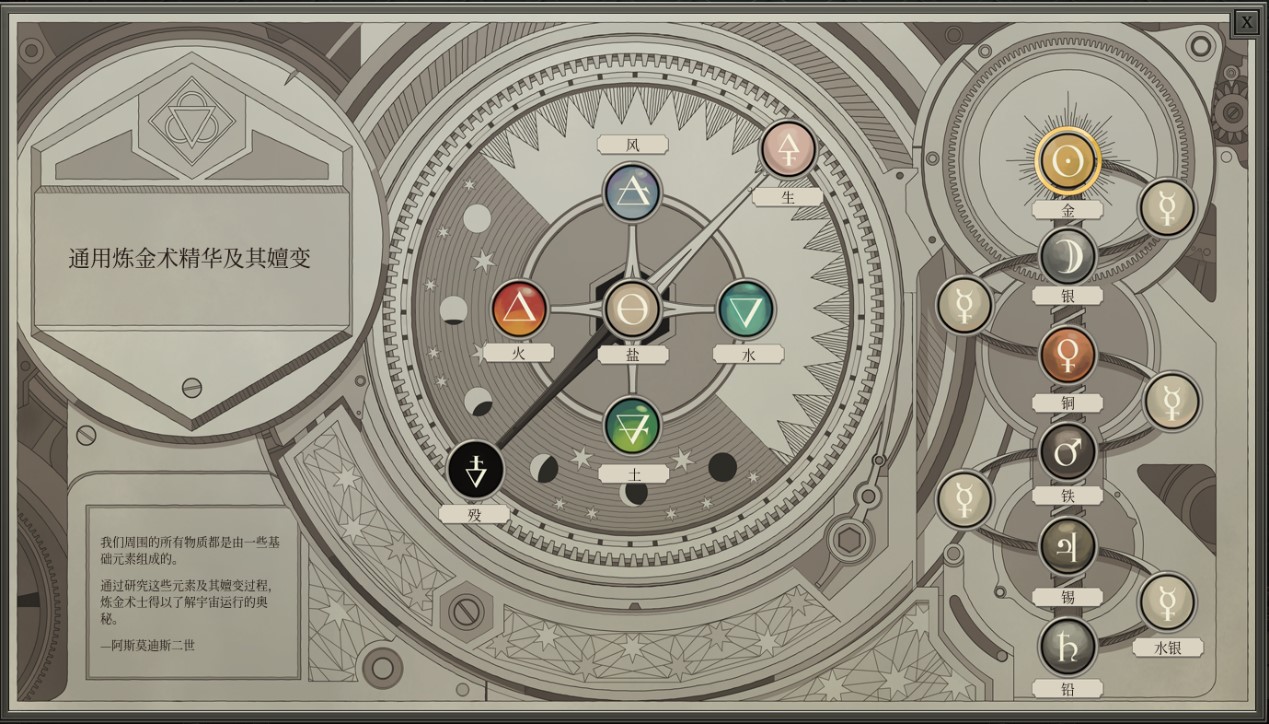 X
通用炼金术精华及其嬗变
风
生
火
盐
水
土
殁
金
银
铜
铁
锡
水银
铅
我们周围的所有物质都是由一些基
础元素组成的。
通过研究这些元素及其嬗变过程，
炼金术士得以了解宇宙运行的奥
秘。
—阿斯莫迪斯二世